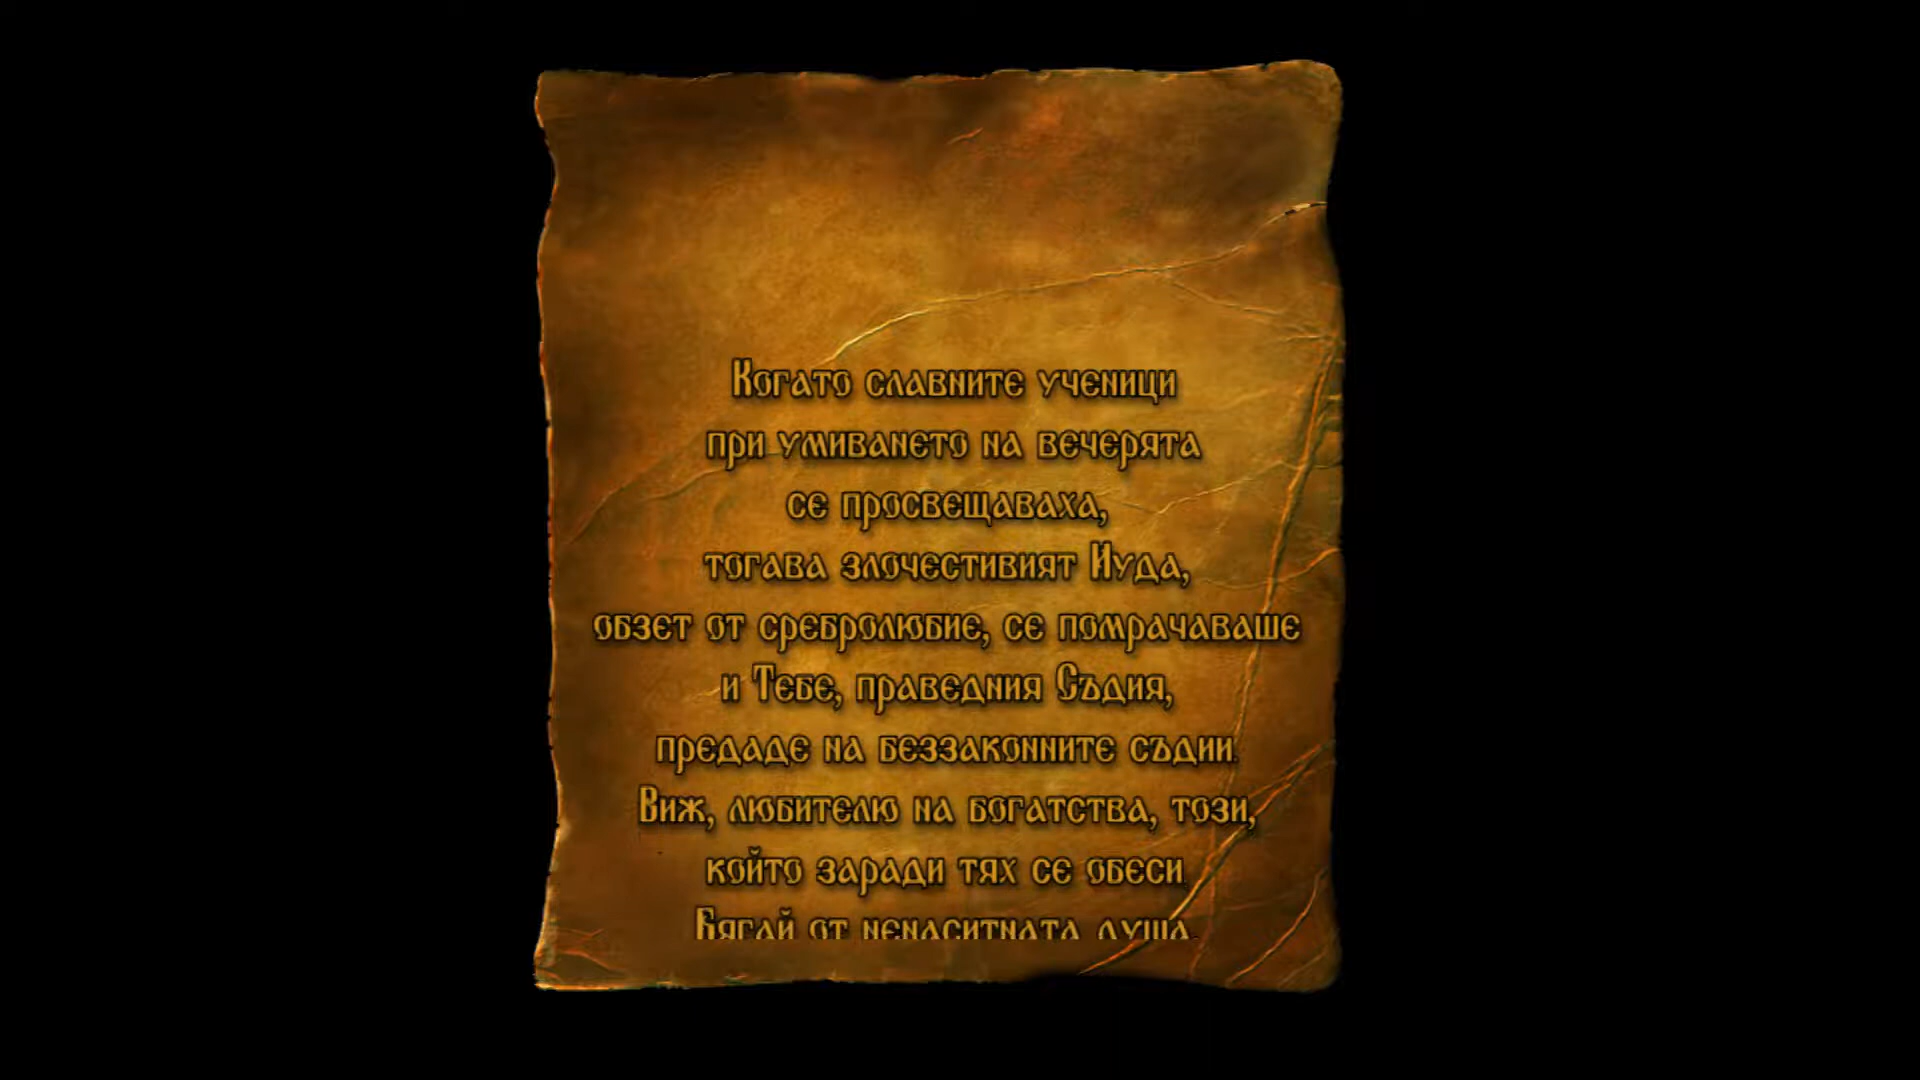 Когато славните ученици
при умиването на вечерята
се просвещаваха,
тогава злочестивият Иуда,
обзет от сребролюбие, се помрачаваше
и Тебе, праведния Съдия,
предаде на беззаконните съдии.
Виж, любителю на богатства, този,
който заради тях се обеси.
Бягай от ненаситната душа,